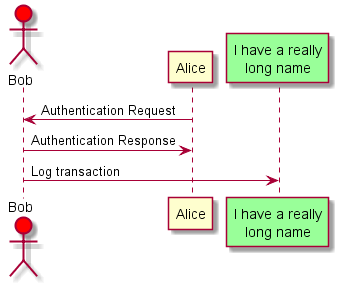 Bob
Alice
I have a really
long name
Authentication Request
Authentication Response
Log transaction
Bob
Alice
I have a really
long name